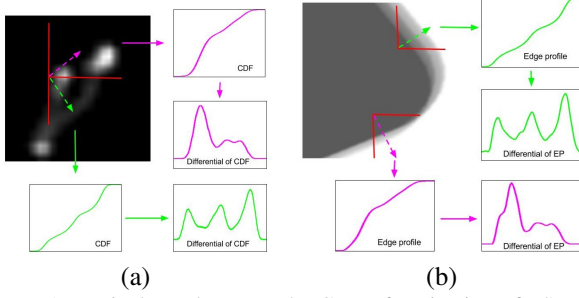 CDF
Differential of CDF
CDF
Differential of CDF
(a)
Edge profile
Differential of EP
Edge profile
Differential of EP
(b)